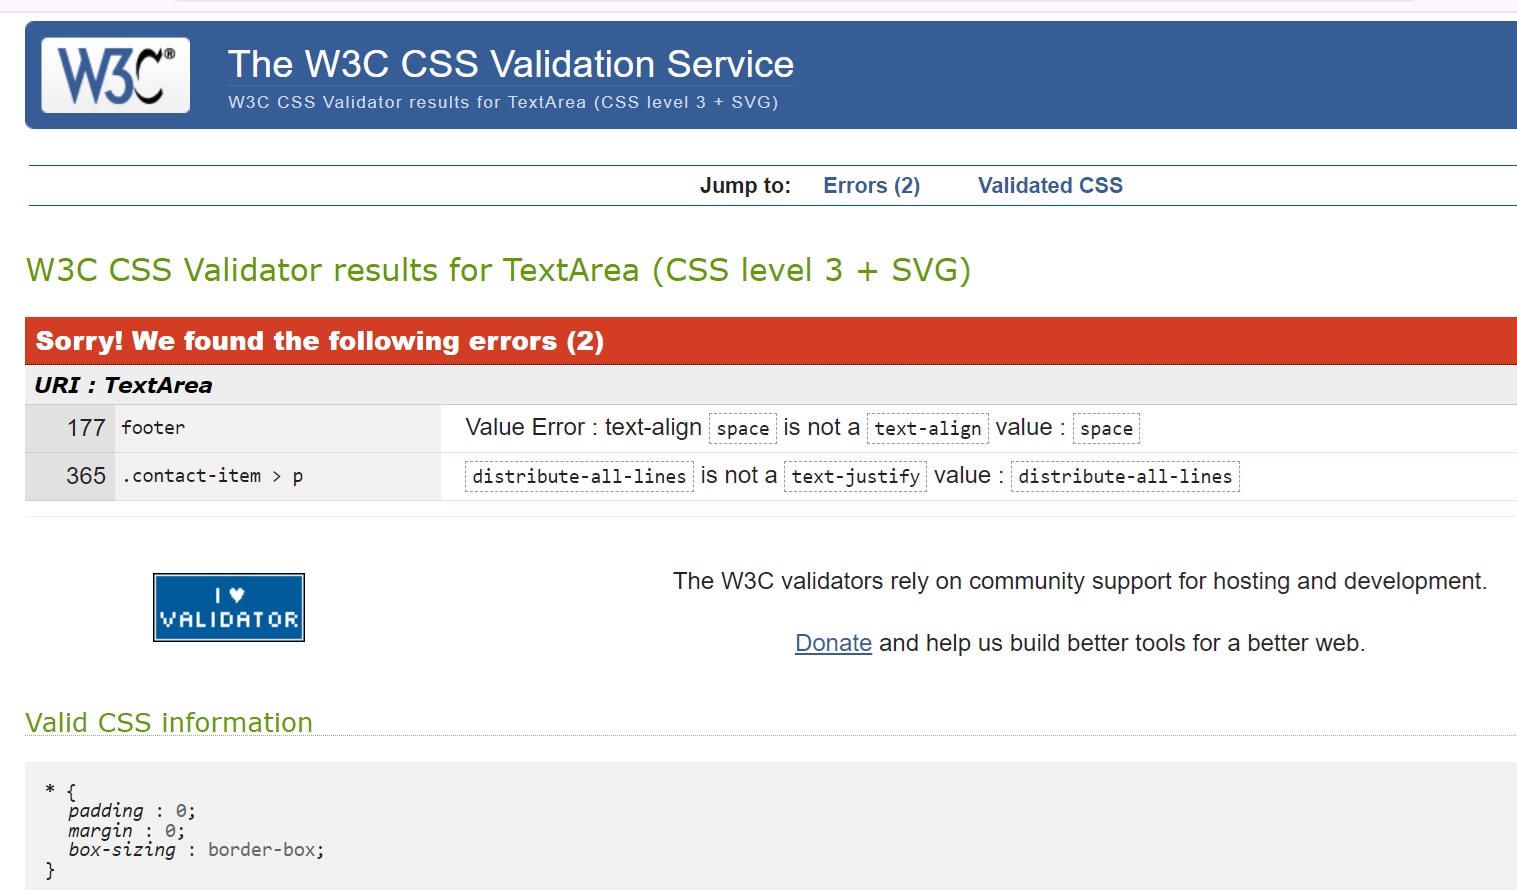 W3C®
The W3C CSS Validation Service
W3C CSS Validator results for TextArea (CSS level 3 + SVG)
Jump to: Errors (2) Validated CSS
W3C CSS Validator results for TextArea (CSS level 3 + SVG)
Sorry! We found the following errors (2)
URI : TextArea
177 footer Value Error : text-align space is not a text-align value : space
365 .contact-item > p distribute-all-lines is not a text-justify value : distribute-all-lines
I ♥
VALIDATOR
The W3C validators rely on community support for hosting and development.
Donate and help us build better tools for a better web.
Valid CSS information
* {
padding : 0;
margin : 0;
box-sizing : border-box;
}